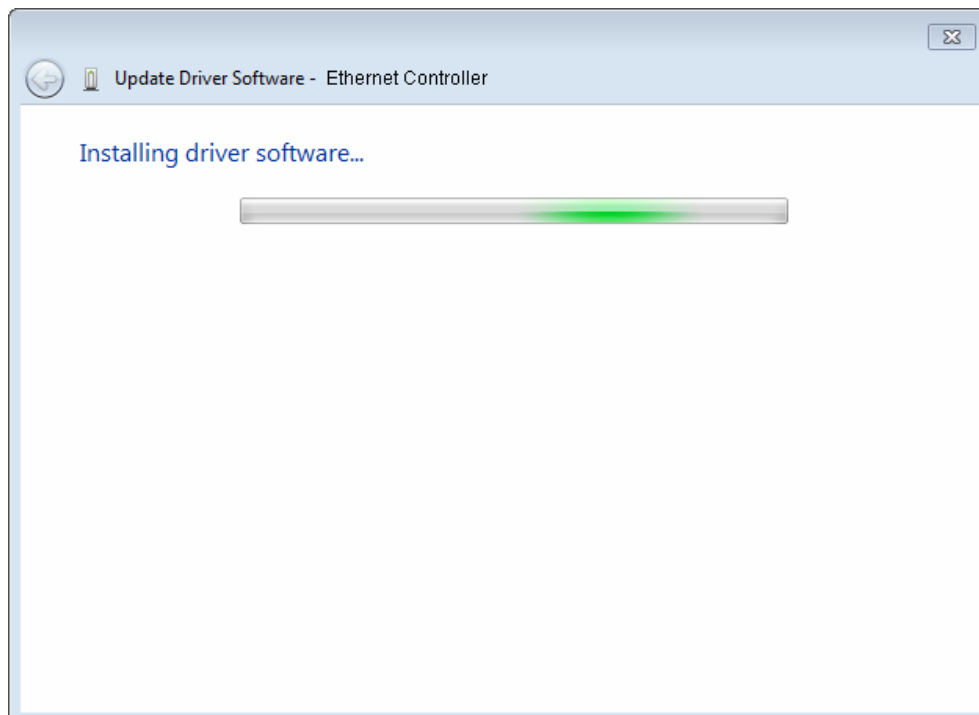 Update Driver Software - Ethernet Controller
Installing driver software...